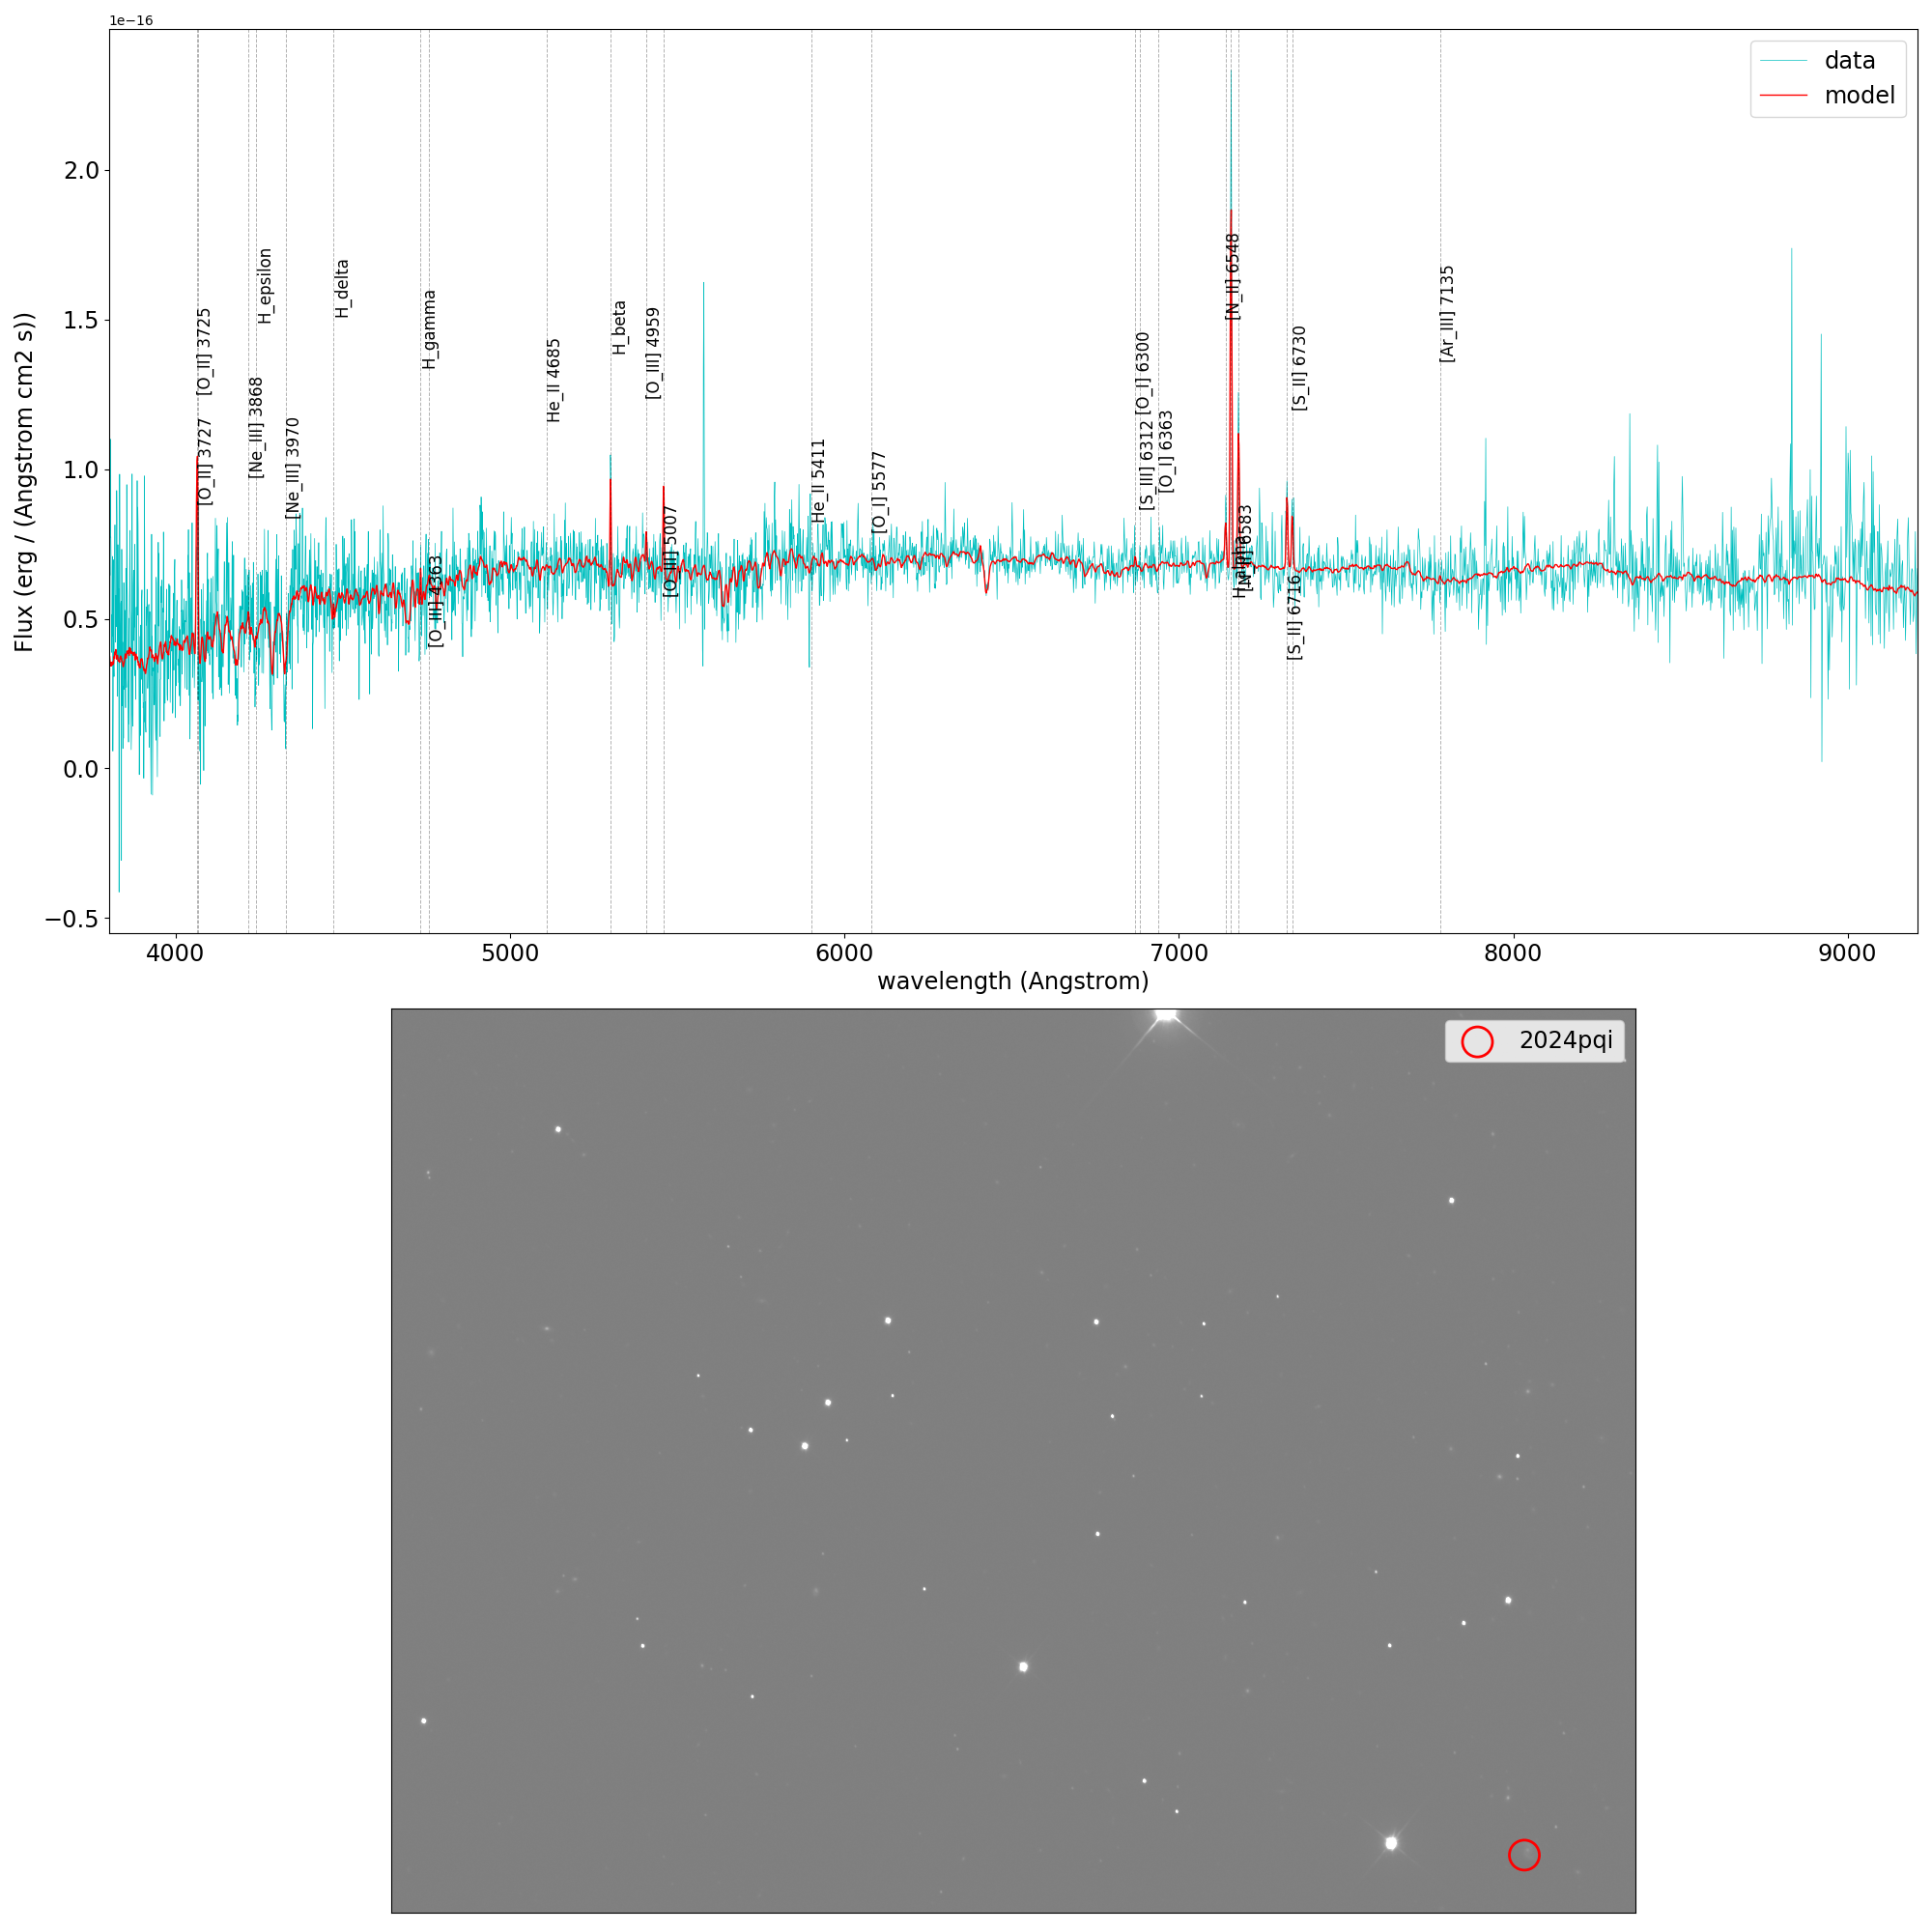 1e−16
data
model
2.0
1.5
1.0
0.5
0.0
−0.5
Flux (erg / (Angstrom cm2 s))
[O_II] 3725
[O_II] 3727
[Ne_III] 3868
H_epsilon
[Ne_III] 3970
H_delta
H_gamma
[O_III] 4363
He_II 4685
H_beta
[O_III] 4959
[O_III] 5007
He_II 5411
[O_I] 5577
[O_I] 6300
[S_III] 6312
[O_I] 6363
[N_II] 6548
H_alpha
[N_II] 6583
[S_II] 6716
[S_II] 6730
[Ar_III] 7135
4000
5000
6000
7000
8000
9000
wavelength (Angstrom)
2024pqi